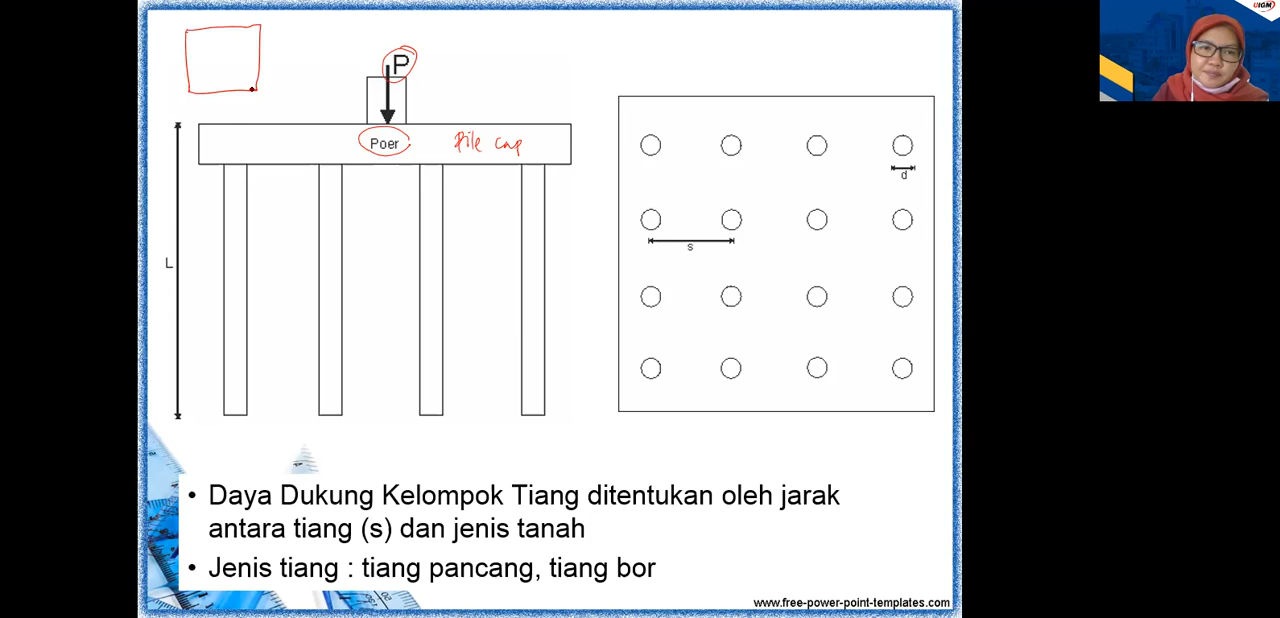 P
Poer
Pile cap
L
d
s
• Daya Dukung Kelompok Tiang ditentukan oleh jarak
antara tiang (s) dan jenis tanah
• Jenis tiang : tiang pancang, tiang bor
www.free-power-point-templates.com
UIGM